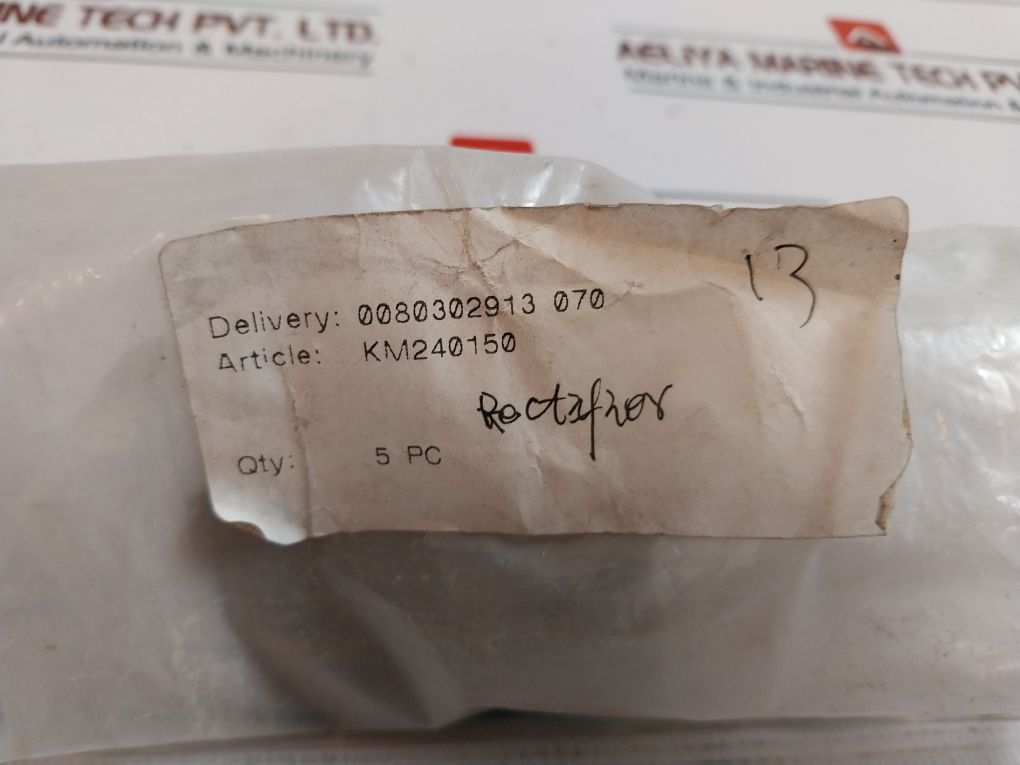 NE TECH PVT. LTD.
Automation & Machinery
AELIYA MARINE TECH PV
Marine & Industrial Automation &
Delivery: 0080302913 070
Article: KM240150
Rectifier
Qty: 5 PC
13